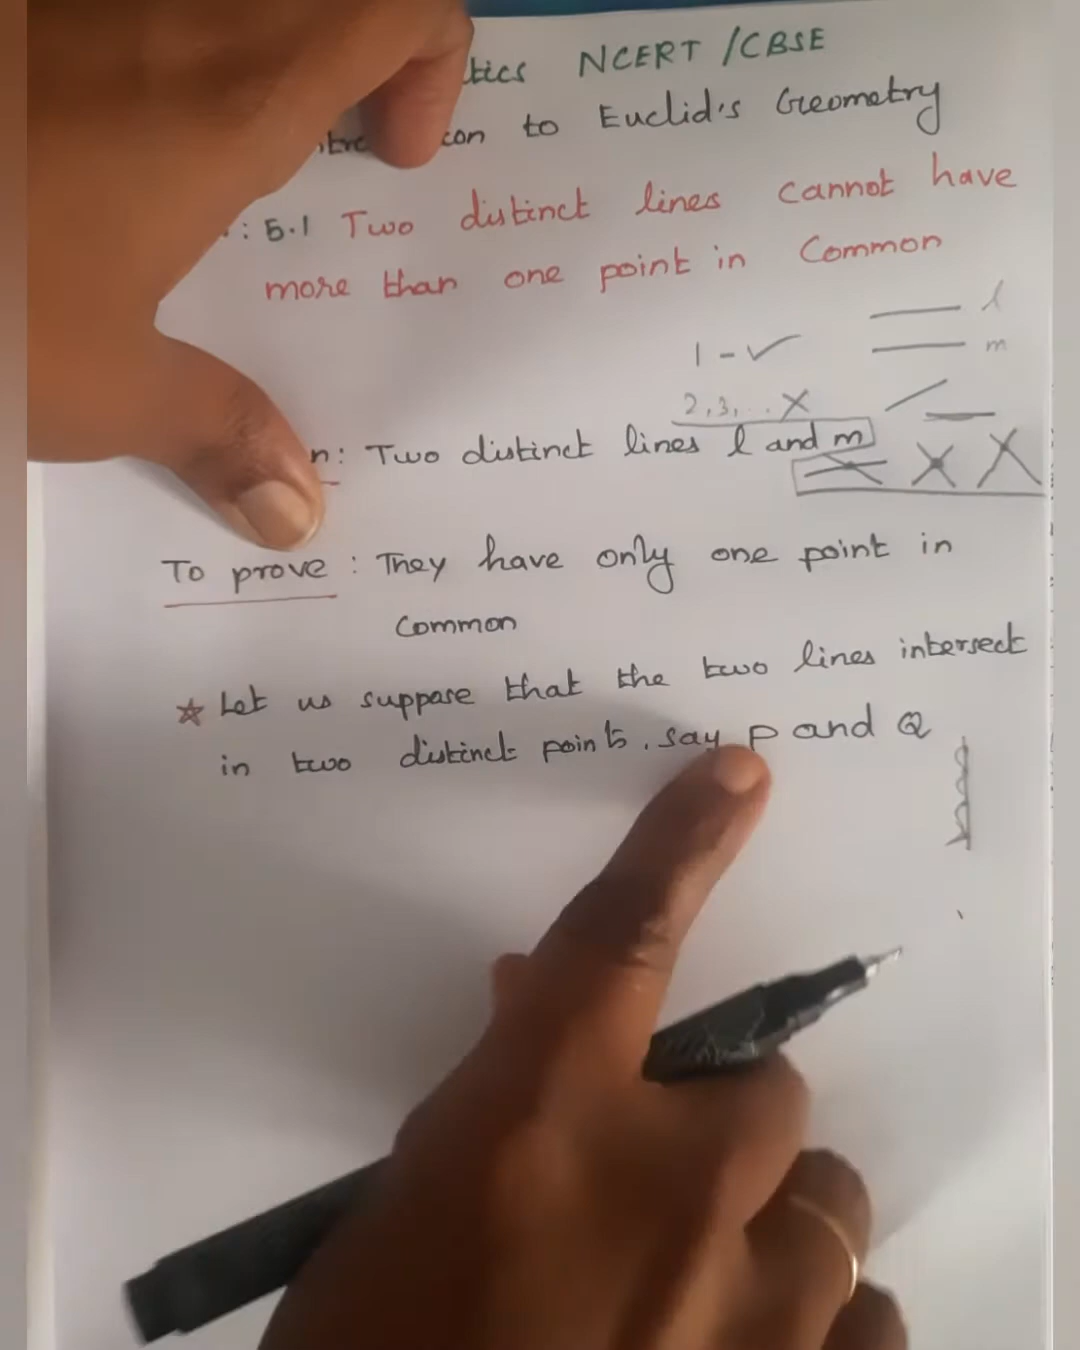 NCERT / CBSE
to Euclid's Geometry
: 5.1 Two distinct lines cannot have
more than one point in Common
l
1 - ✓ m
2,3,.. X
n: Two distinct lines l and m
To prove : They have only one point in
Common
☆ Let us suppose that the two lines intersect
in two distinct points, say p and Q